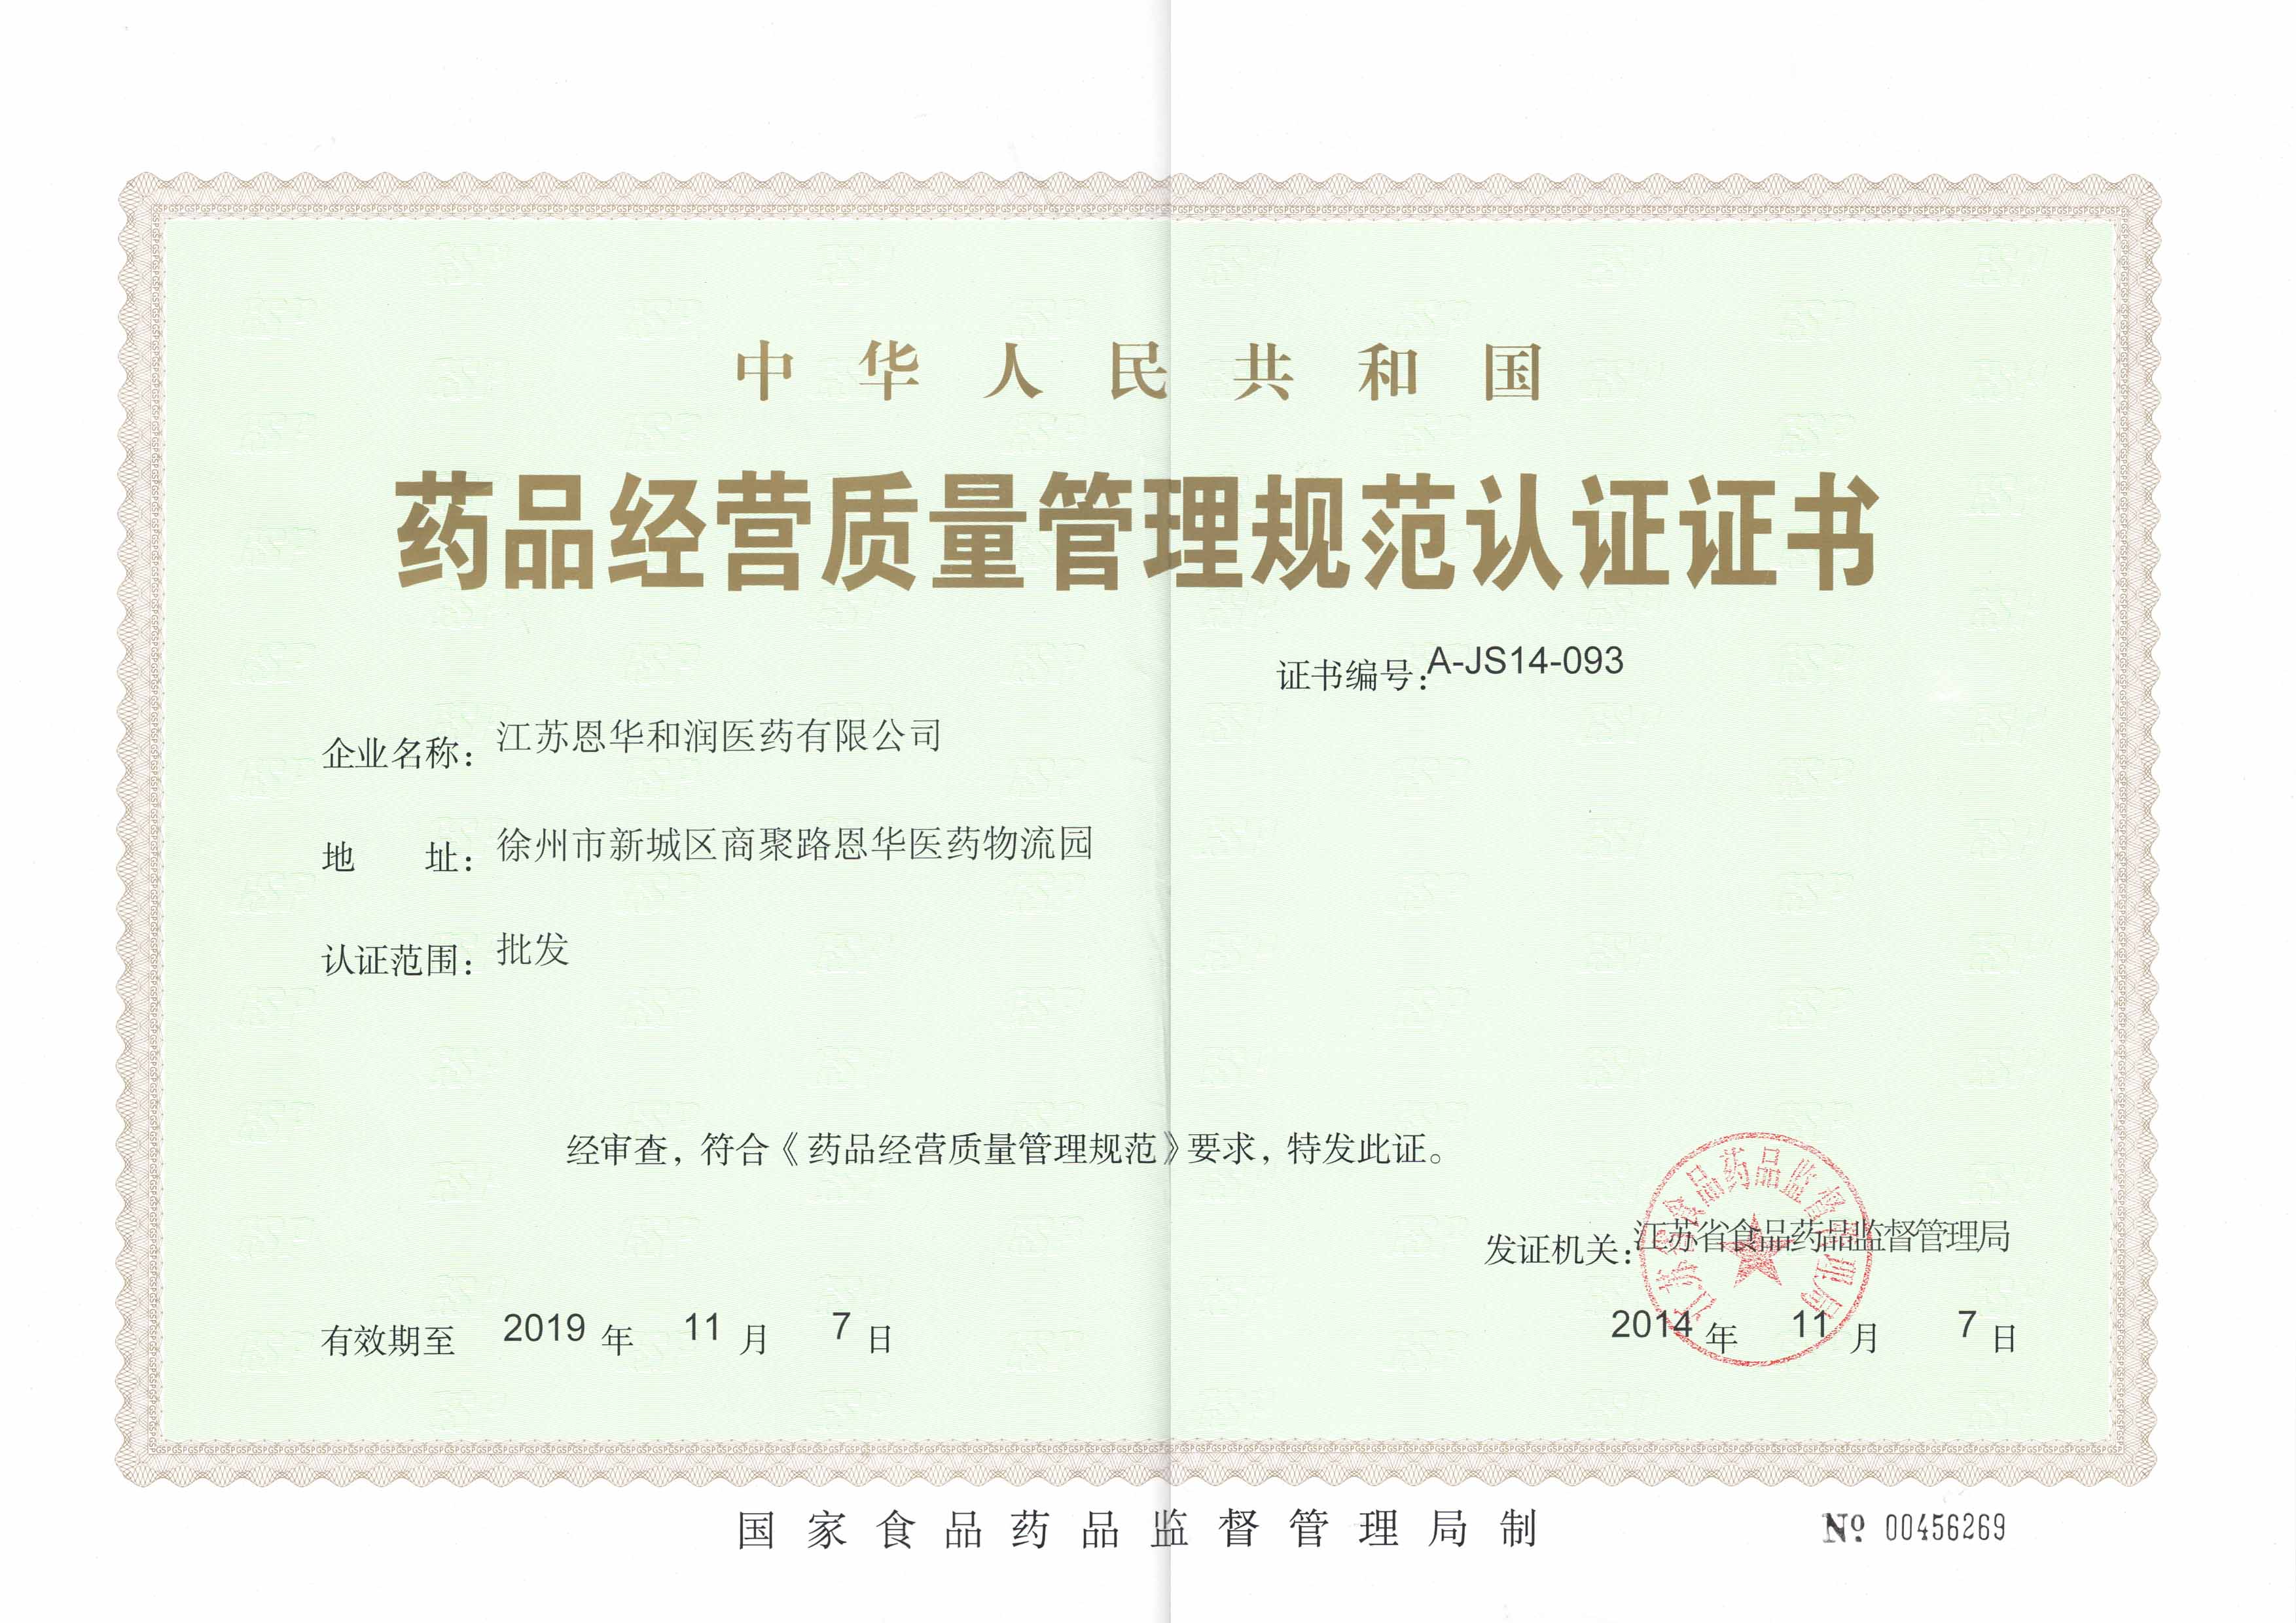 中华人民共和国
药品经营质量管理规范认证证书
证书编号:A-JS14-093
企业名称: 江苏恩华和润医药有限公司
地 址: 徐州市新城区商聚路恩华医药物流园
认证范围: 批发
经审查,符合《药品经营质量管理规范》要求,特发此证。
江苏省食品药品监督管理局
发证机关:江苏省食品药品监督管理局
有效期至 2019 年 11 月 7 日
2014 年 11 月 7 日
国家食品药品监督管理局制
№ 00456269